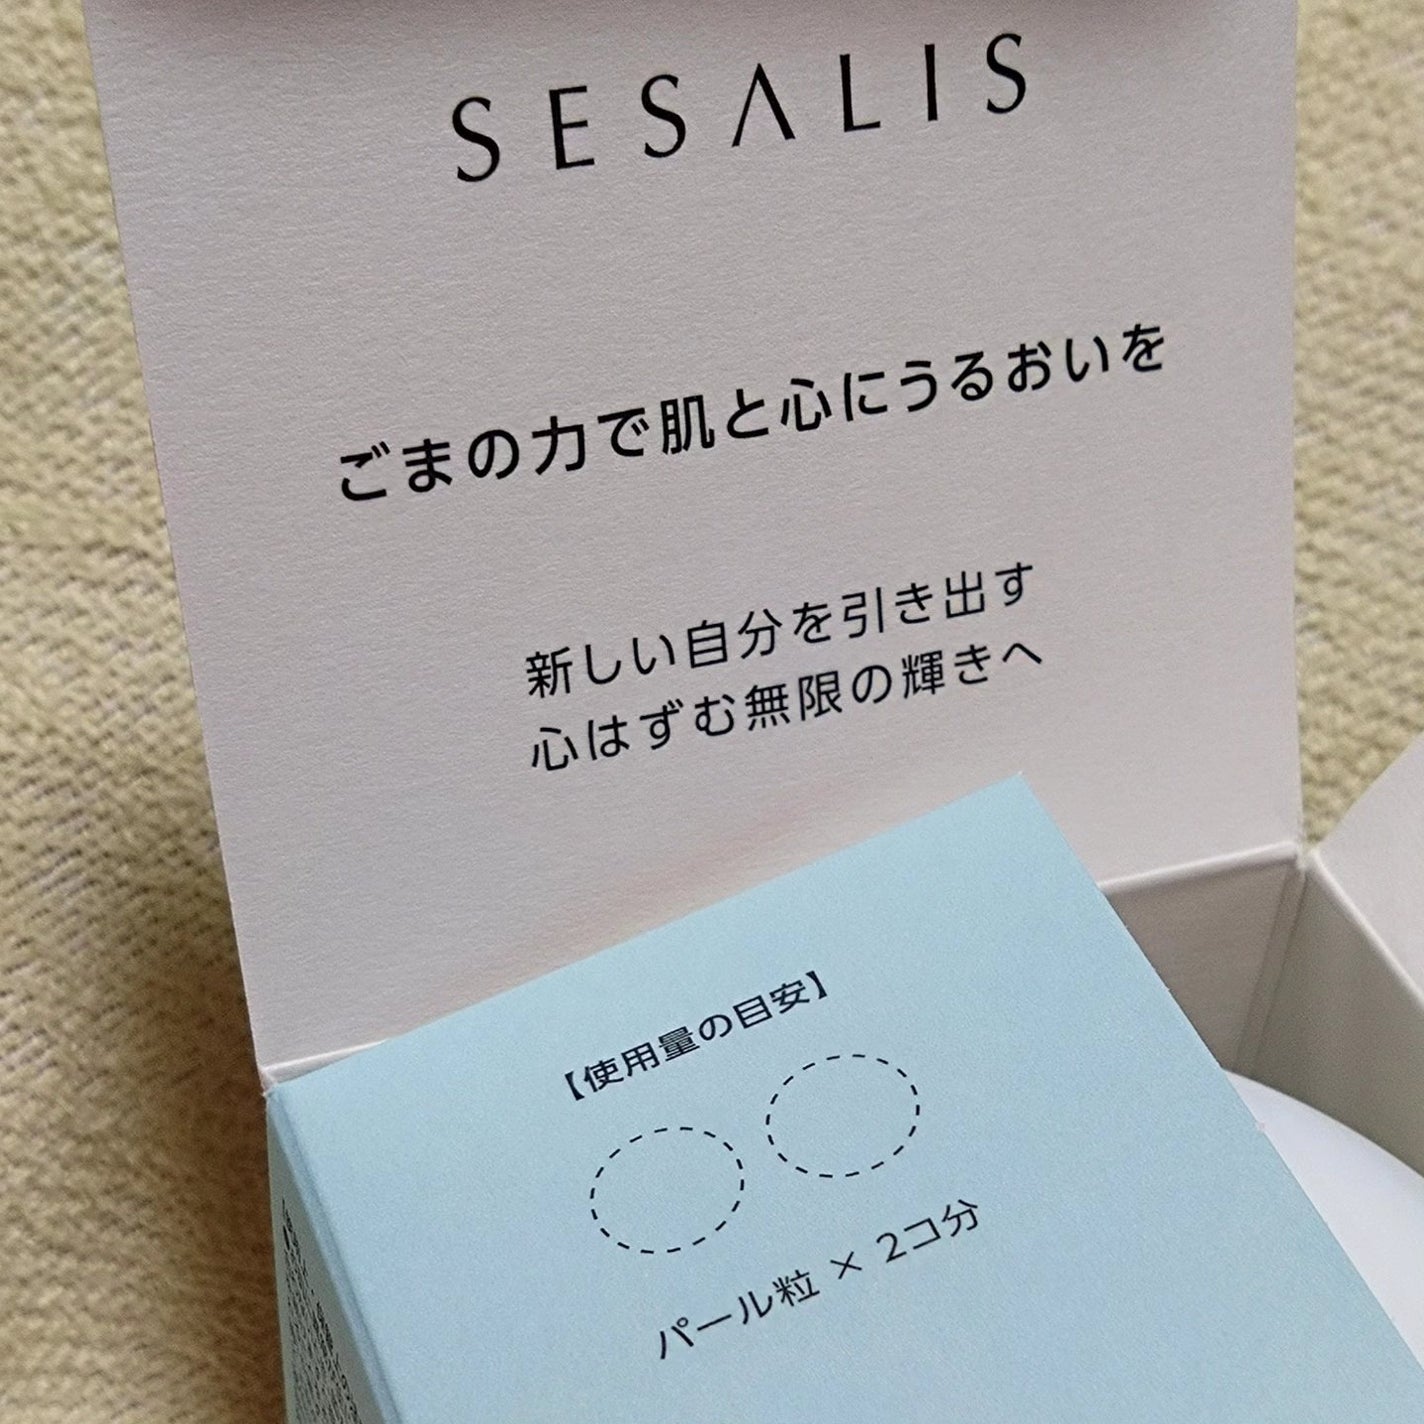 SESALIS
ごまの力で肌と心にうるおいを
新しい自分を引き出す
心はずむ無限の輝きへ
【使用量の目安】
パール粒 × 2コ分